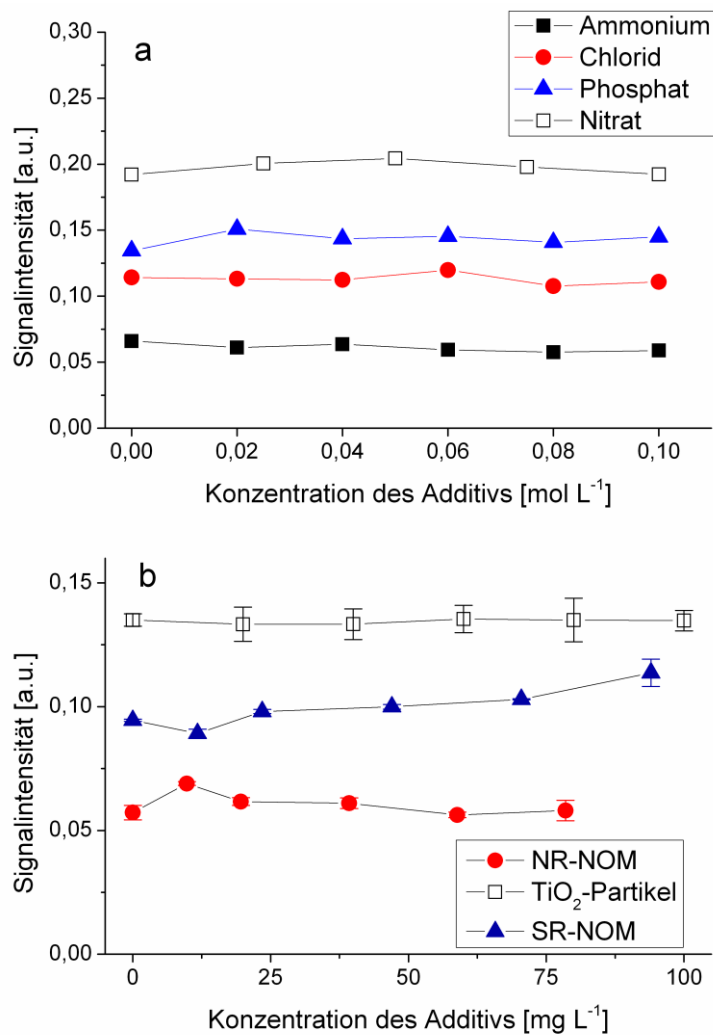 a
Ammonium
Chlorid
Phosphat
Nitrat
0,30
0,25
0,20
0,15
0,10
0,05
0,00
Signalintensität [a.u.]
0,00 0,02 0,04 0,06 0,08 0,10
Konzentration des Additivs [mol L⁻¹]
b
0,15
0,10
0,05
0,00
Signalintensität [a.u.]
NR-NOM
TiO₂-Partikel
SR-NOM
0 25 50 75 100
Konzentration des Additivs [mg L⁻¹]